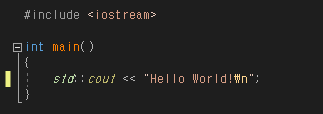 #include <iostream>
int main()
{
std::cout << "Hello World!₩n";
}